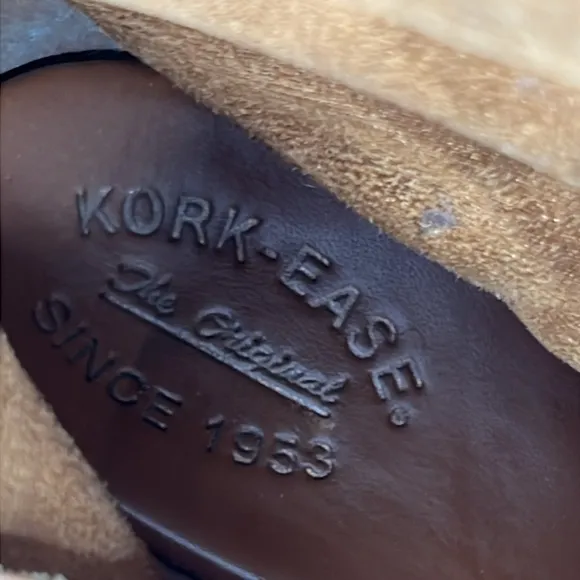 KORK-EASE®
The Original
SINCE 1953